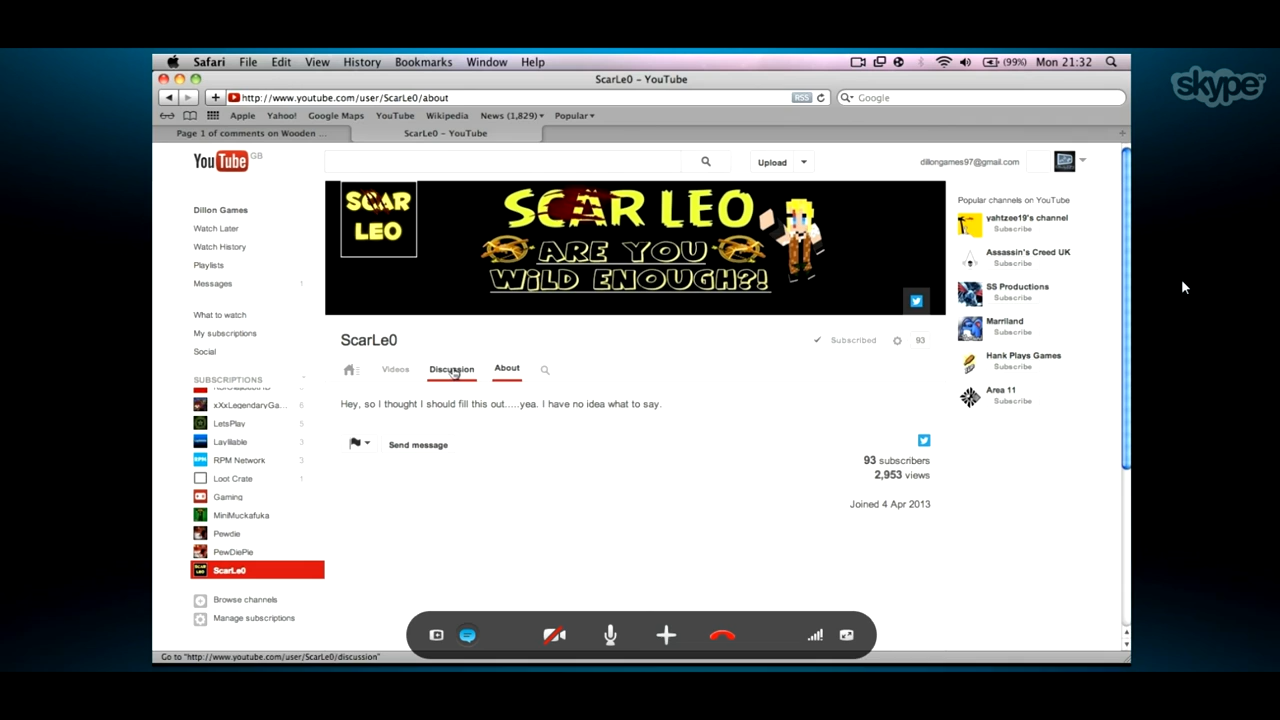 Safari File Edit View History Bookmarks Window Help (99%) Mon 21:32
skype
ScarLe0 – YouTube
http://www.youtube.com/user/ScarLe0/about RSS Google
Apple Yahoo! Google Maps YouTube Wikipedia News (1,829) Popular
Page 1 of comments on Wooden ... ScarLe0 – YouTube
YouTube GB Upload dillongames97@gmail.com
Dillon Games
Watch Later
Watch History
Playlists
Messages 1
What to watch
My subscriptions
Social
SUBSCRIPTIONS
xXxLegendaryGa... 6
LetsPlay 5
Laylillable 3
RPM Network 3
Loot Crate 1
Gaming
MiniMuckafuka
Pewdie
PewDiePie
ScarLe0
Browse channels
Manage subscriptions
SCAR
LEO
SCAR LEO
ARE YOU
WILD ENOUGH?!
ScarLe0 Subscribed 93
Videos Discussion About
Hey, so I thought I should fill this out.....yea. I have no idea what to say.
Send message
93 subscribers
2,953 views
Joined 4 Apr 2013
Popular channels on YouTube
yahtzee19's channel
Subscribe
Assassin's Creed UK
Subscribe
SS Productions
Subscribe
Marriland
Subscribe
Hank Plays Games
Subscribe
Area 11
Subscribe
Go to "http://www.youtube.com/user/ScarLe0/discussion"